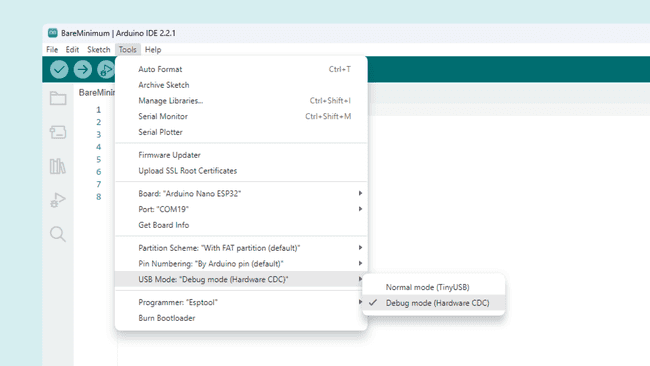 BareMinimum | Arduino IDE 2.2.1
File Edit Sketch Tools Help
BareMinim
1
2
3
4
5
6
7
8
Auto Format Ctrl+T
Archive Sketch
Manage Libraries... Ctrl+Shift+I
Serial Monitor Ctrl+Shift+M
Serial Plotter
Firmware Updater
Upload SSL Root Certificates
Board: "Arduino Nano ESP32"
Port: "COM19"
Get Board Info
Partition Scheme: "With FAT partition (default)"
Pin Numbering: "By Arduino pin (default)"
USB Mode: "Debug mode (Hardware CDC)"
Programmer: "Esptool"
Burn Bootloader
Normal mode (TinyUSB)
Debug mode (Hardware CDC)